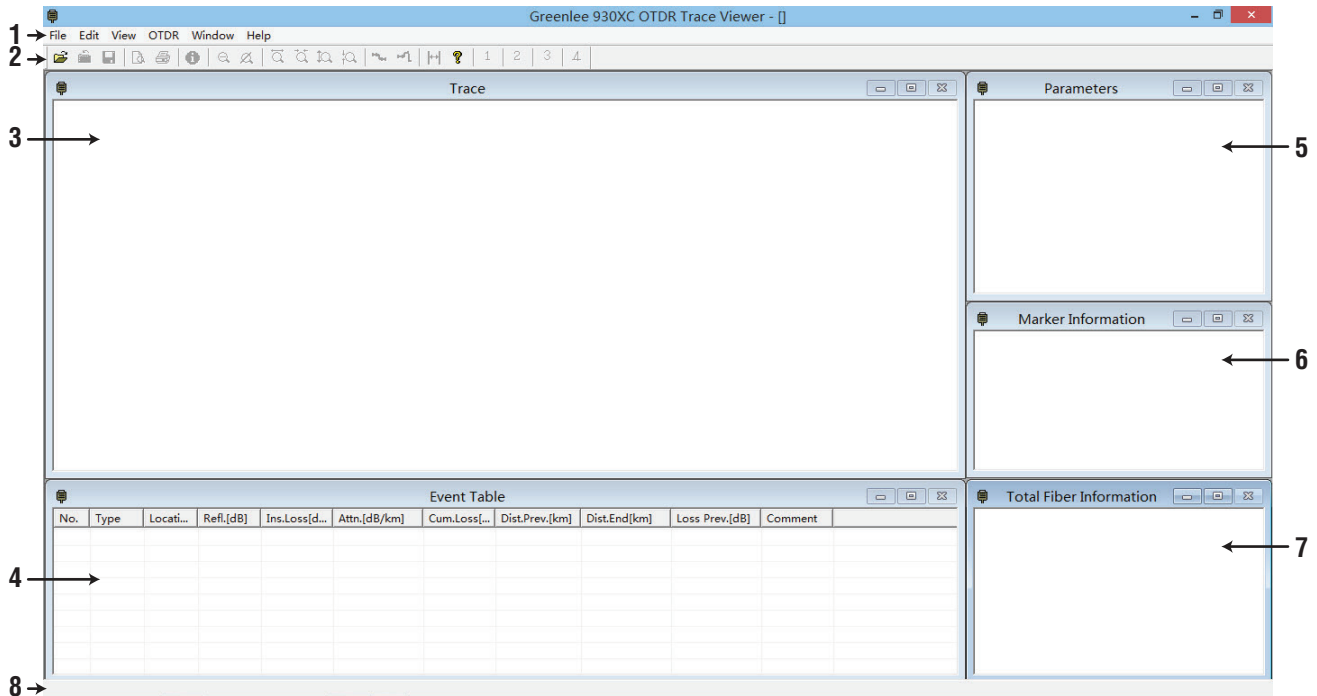 Greenlee 930XC OTDR Trace Viewer - []
1
File Edit View OTDR Window Help
2
1 2 3 4
Trace
3
Parameters
5
Marker Information
6
Event Table
No. Type Locati... Refl.[dB] Ins.Loss[d... Attn.[dB/km] Cum.Loss[... Dist.Prev.[km] Dist.End[km] Loss Prev.[dB] Comment
4
Total Fiber Information
7
8